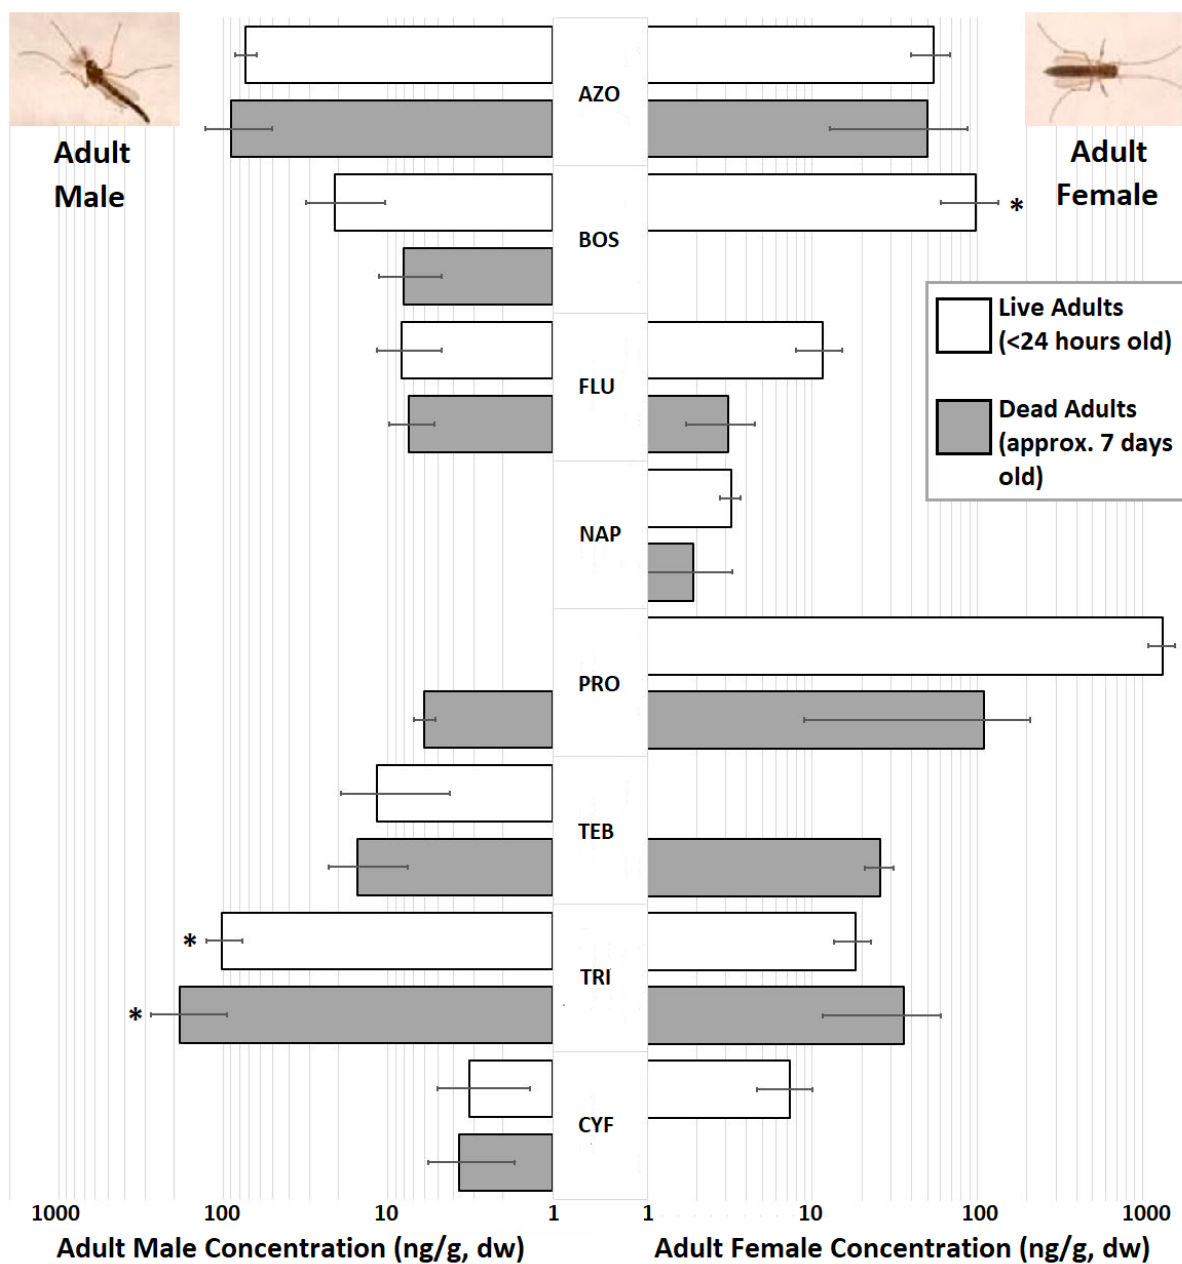 Adult
Male
Adult
Female
AZO
BOS
*
Live Adults
(<24 hours old)
Dead Adults
(approx. 7 days
old)
FLU
NAP
PRO
TEB
*
TRI
*
CYF
1000 100 10 1 1 10 100 1000
Adult Male Concentration (ng/g, dw) Adult Female Concentration (ng/g, dw)